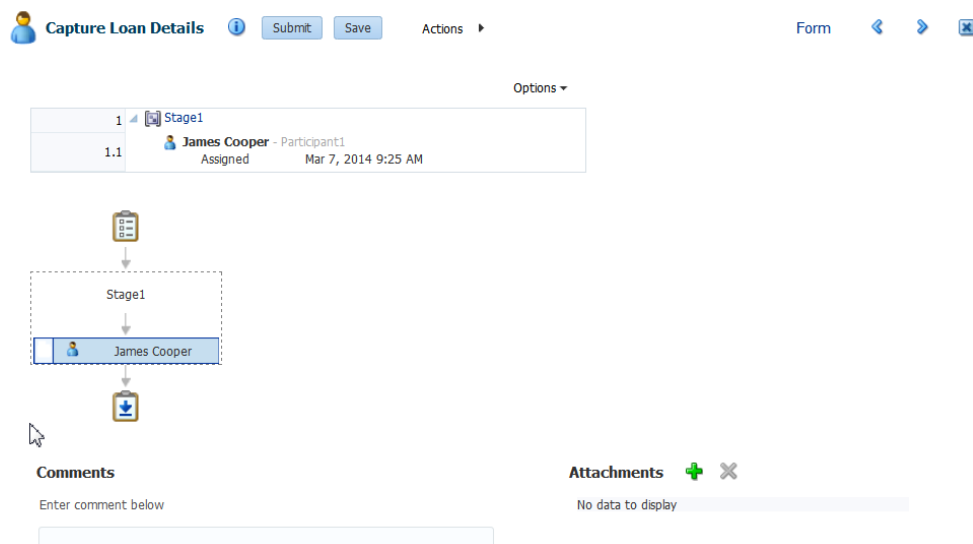 Capture Loan Details Submit Save Actions Form
Options
1 Stage1
1.1 James Cooper - Participant1
Assigned Mar 7, 2014 9:25 AM
Stage1
James Cooper
Comments Attachments
Enter comment below No data to display